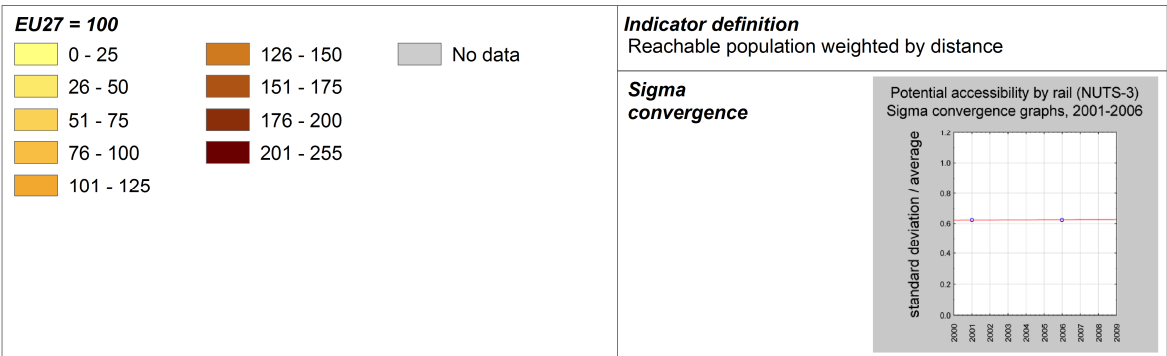 EU27 = 100
0 - 25
26 - 50
51 - 75
76 - 100
101 - 125
126 - 150
151 - 175
176 - 200
201 - 255
No data
Indicator definition
Reachable population weighted by distance
Sigma
convergence
Potential accessibility by rail (NUTS-3)
Sigma convergence graphs, 2001-2006
standard deviation / average
1.2
1.0
0.8
0.6
0.4
0.2
0.0
2000
2001
2002
2003
2004
2005
2006
2007
2008
2009